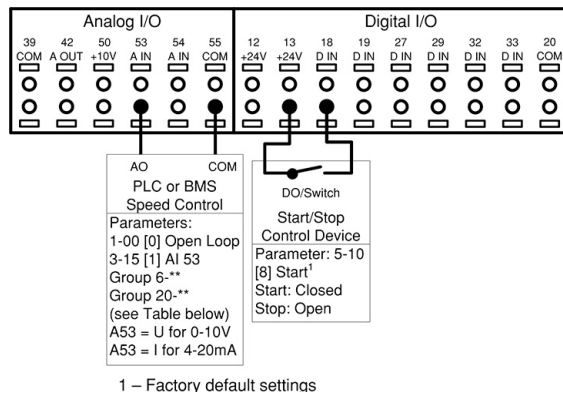 Analog I/O Digital I/O
39 42 50 53 54 55 12 13 18 19 27 29 32 33 20
COM A OUT +10V A IN A IN COM +24V +24V D IN D IN D IN D IN D IN D IN COM
AO COM
PLC or BMS
Speed Control
Parameters:
1-00 [0] Open Loop
3-15 [1] AI 53
Group 6-**
Group 20-**
(see Table below)
A53 = U for 0-10V
A53 = I for 4-20mA
DO/Switch
Start/Stop
Control Device
Parameter: 5-10
[8] Start¹
Start: Closed
Stop: Open
1 – Factory default settings